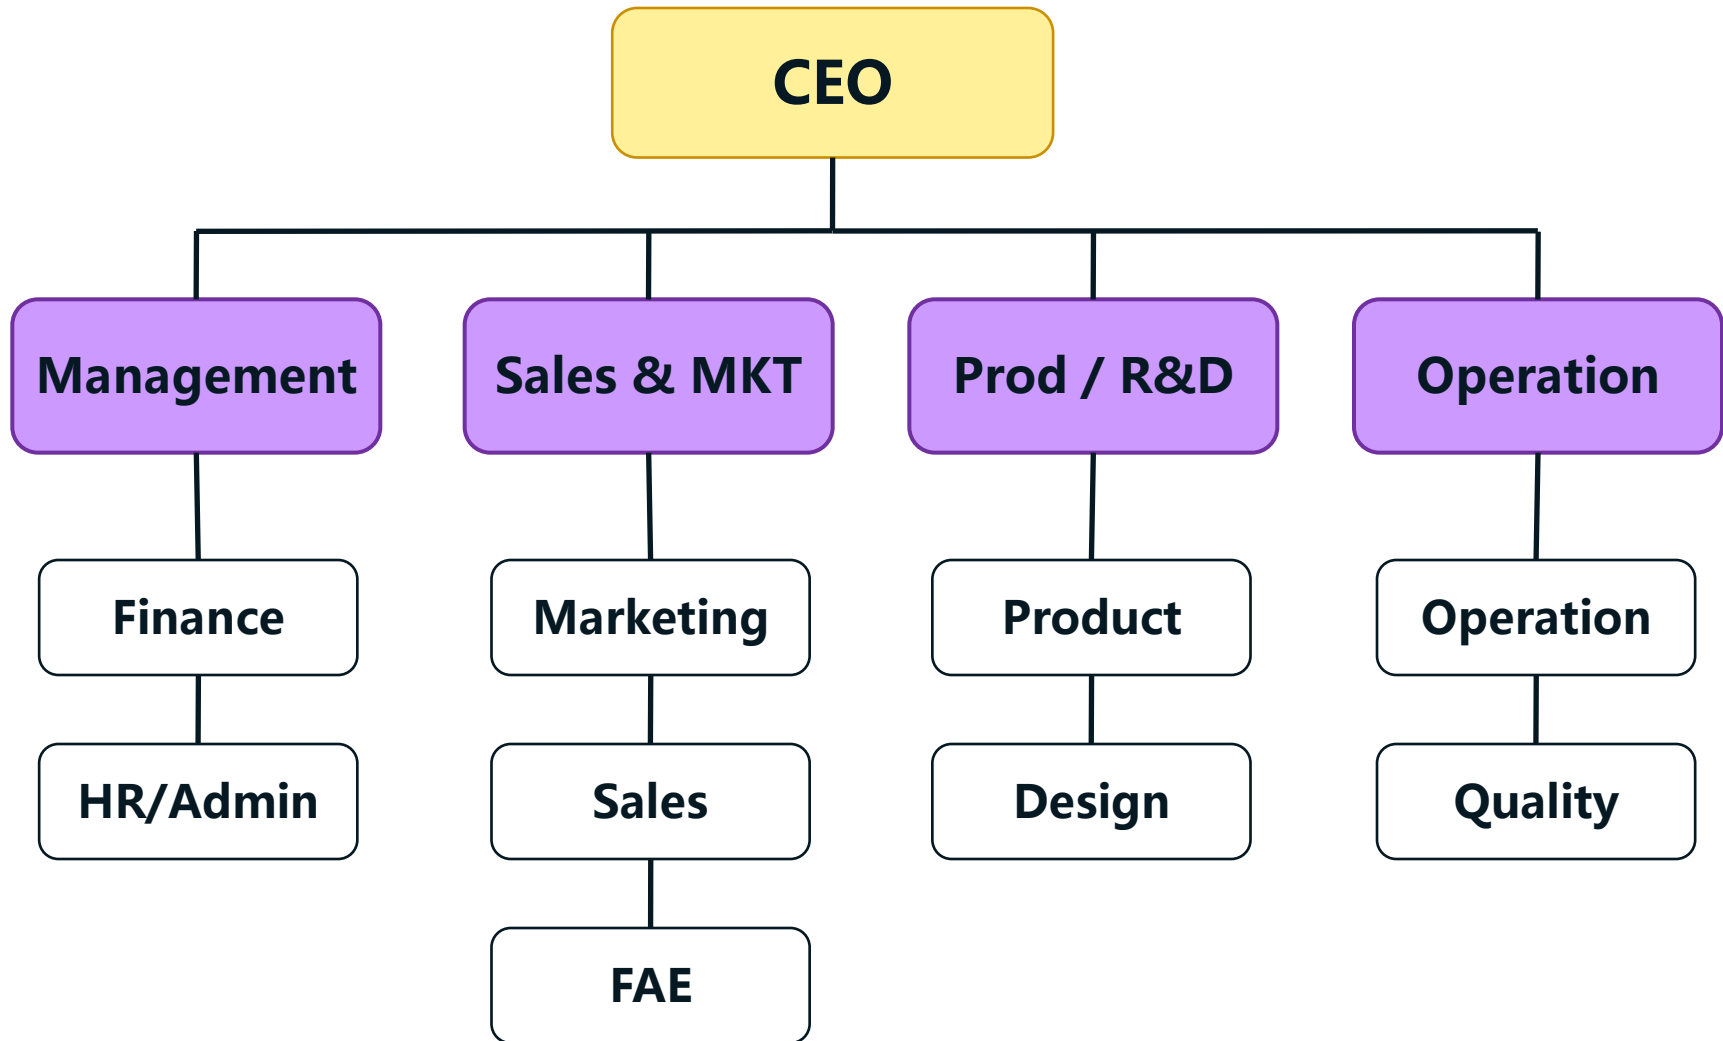 CEO
Management
Sales & MKT
Prod / R&D
Operation
Finance
Marketing
Product
Operation
HR/Admin
Sales
Design
Quality
FAE